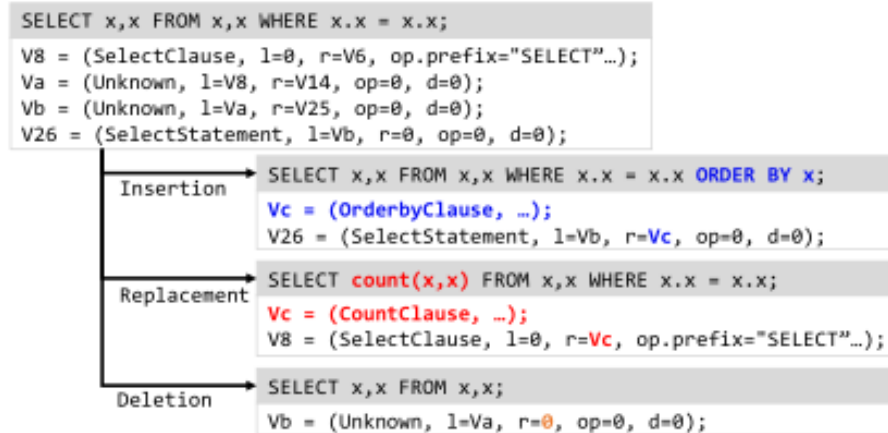 SELECT x,x FROM x,x WHERE x.x = x.x;
V8 = (SelectClause, l=0, r=V6, op.prefix="SELECT”…);
Va = (Unknown, l=V8, r=V14, op=0, d=0);
Vb = (Unknown, l=Va, r=V25, op=0, d=0);
V26 = (SelectStatement, l=Vb, r=0, op=0, d=0);
Insertion
SELECT x,x FROM x,x WHERE x.x = x.x ORDER BY x;
Vc = (OrderbyClause, …);
V26 = (SelectStatement, l=Vb, r=Vc, op=0, d=0);
Replacement
SELECT count(x,x) FROM x,x WHERE x.x = x.x;
Vc = (CountClause, …);
V8 = (SelectClause, l=0, r=Vc, op.prefix="SELECT”…);
Deletion
SELECT x,x FROM x,x;
Vb = (Unknown, l=Va, r=0, op=0, d=0);